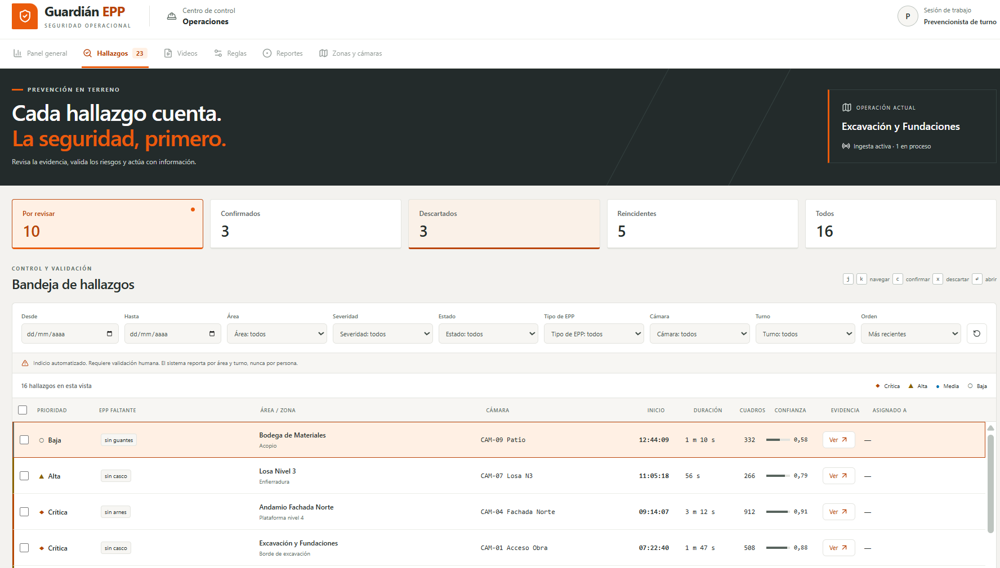 Guardián EPP
SEGURIDAD OPERACIONAL
Centro de control
Operaciones
P
Sesión de trabajo
Prevencionista de turno
Panel general
Hallazgos 23
Videos
Reglas
Reportes
Zonas y cámaras
PREVENCIÓN EN TERRENO
Cada hallazgo cuenta.
La seguridad, primero.
Revisa la evidencia, valida los riesgos y actúa con información.
OPERACIÓN ACTUAL
Excavación y Fundaciones
Ingesta activa · 1 en proceso
Por revisar
10
Confirmados
3
Descartados
3
Reincidentes
5
Todos
16
CONTROL Y VALIDACIÓN
Bandeja de hallazgos
j k navegar c confirmar x descartar ↵ abrir
Desde Hasta Área Severidad Estado Tipo de EPP Cámara Turno Orden
dd/mm/aaaa dd/mm/aaaa Área: todos Severidad: todos Estado: todos Tipo de EPP: todos Cámara: todos Turno: todos Más recientes
Indicio automatizado. Requiere validación humana. El sistema reporta por área y turno, nunca por persona.
16 hallazgos en esta vista
Crítica Alta Media Baja
PRIORIDAD EPP FALTANTE ÁREA / ZONA CÁMARA INICIO DURACIÓN CUADROS CONFIANZA EVIDENCIA ASIGNADO A
Baja sin guantes Bodega de Materiales CAM-09 Patio 12:44:09 1 m 10 s 332 0,58 Ver —
Acopio
Alta sin casco Losa Nivel 3 CAM-07 Losa N3 11:05:18 56 s 266 0,79 Ver —
Enfierradura
Crítica sin arnes Andamio Fachada Norte CAM-04 Fachada Norte 09:14:07 3 m 12 s 912 0,91 Ver —
Plataforma nivel 4
Crítica sin casco Excavación y Fundaciones CAM-01 Acceso Obra 07:22:40 1 m 47 s 508 0,88 Ver —
Borde de excavación